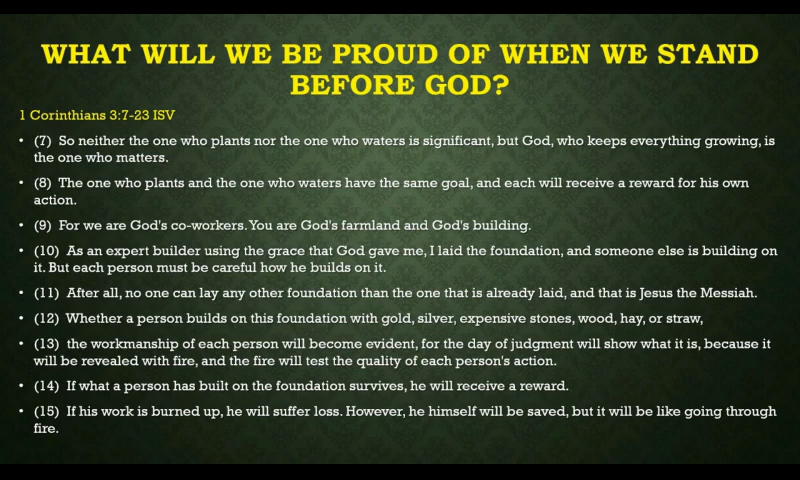 WHAT WILL WE BE PROUD OF WHEN WE STAND
BEFORE GOD?
1 Corinthians 3:7-23 ISV
• (7) So neither the one who plants nor the one who waters is significant, but God, who keeps everything growing, is
the one who matters.
• (8) The one who plants and the one who waters have the same goal, and each will receive a reward for his own
action.
• (9) For we are God's co-workers. You are God's farmland and God's building.
• (10) As an expert builder using the grace that God gave me, I laid the foundation, and someone else is building on
it. But each person must be careful how he builds on it.
• (11) After all, no one can lay any other foundation than the one that is already laid, and that is Jesus the Messiah.
• (12) Whether a person builds on this foundation with gold, silver, expensive stones, wood, hay, or straw,
• (13) the workmanship of each person will become evident, for the day of judgment will show what it is, because it
will be revealed with fire, and the fire will test the quality of each person's action.
• (14) If what a person has built on the foundation survives, he will receive a reward.
• (15) If his work is burned up, he will suffer loss. However, he himself will be saved, but it will be like going through
fire.